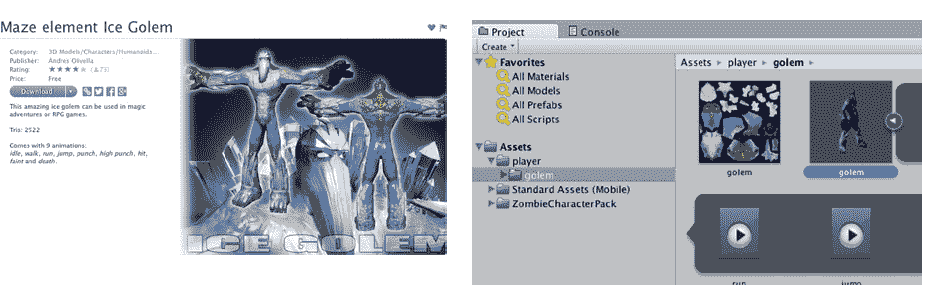 Maze element Ice Golem
Category: 3D Models/Characters/Humanoids...
Publisher: Andres Olivella
Rating: (73)
Price: Free
Download
This amazing ice golem can be used in magic
adventures or RPG games.
Tris: 2522
Comes with 9 animations:
idle, walk, run, jump, punch, high punch, hit,
faint and death.
ICE GOLEM
Project
Console
Create
Favorites
All Materials
All Models
All Prefabs
All Scripts
Assets
player
golem
Standard Assets (Mobile)
ZombieCharacterPack
Assets player golem
golem
golem
run
jump